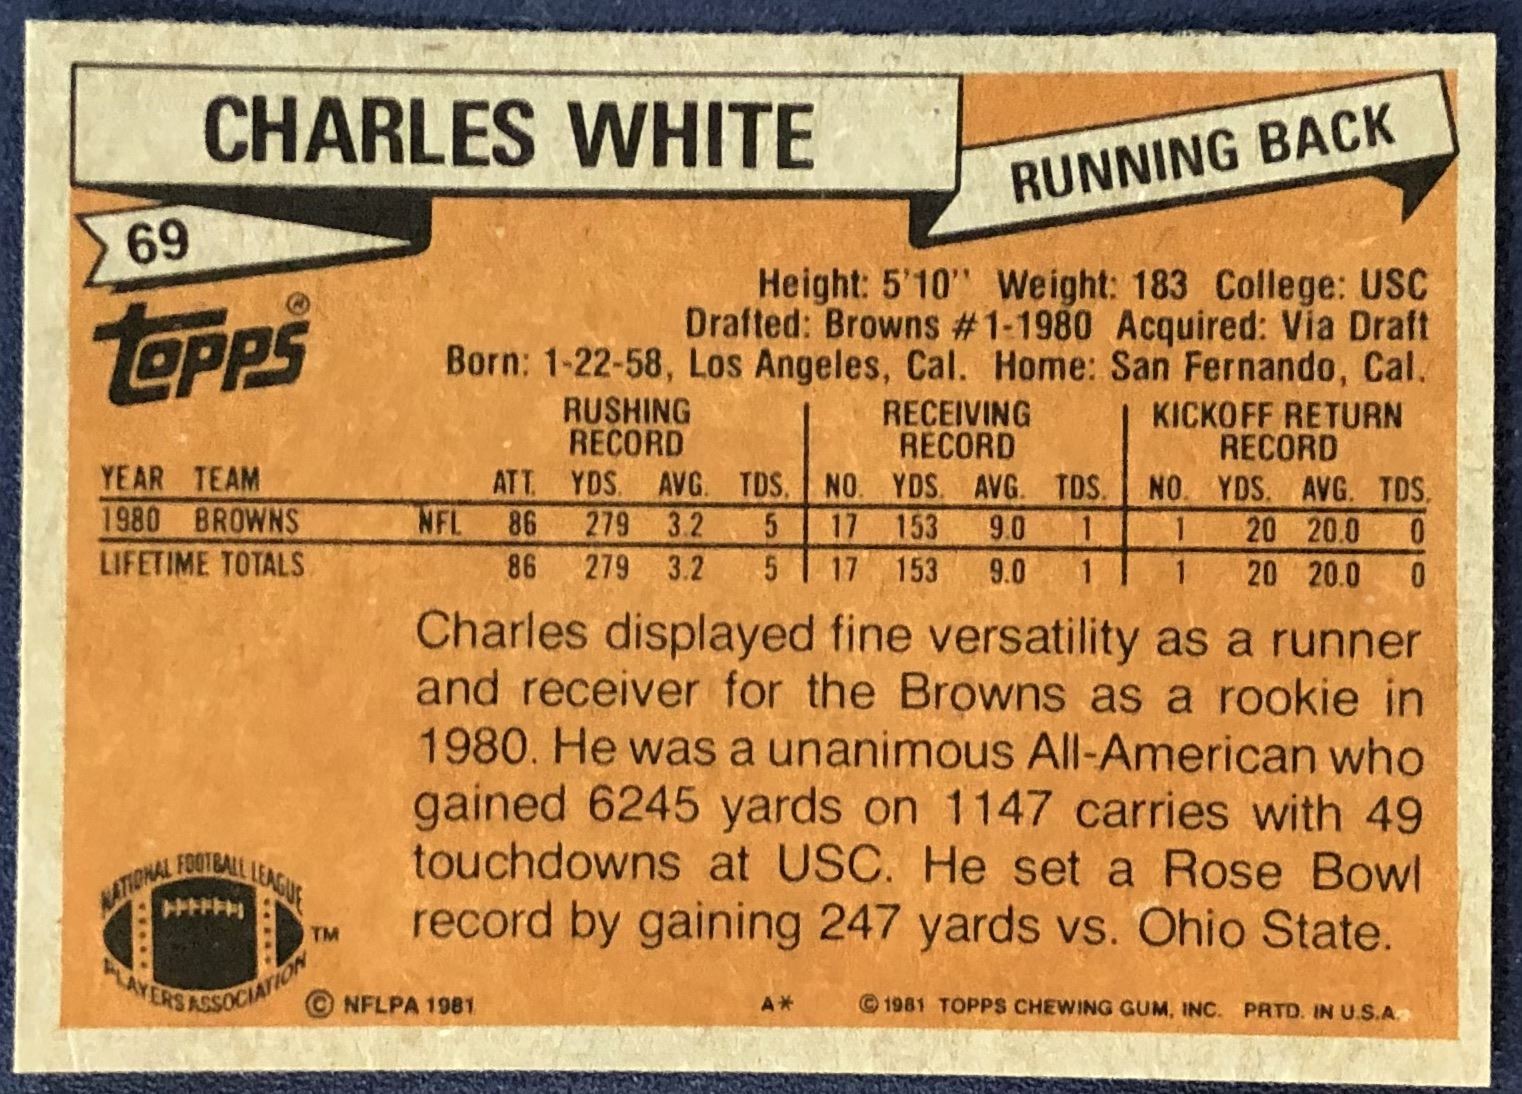 CHARLES WHITE
RUNNING BACK
69
Topps®
Height: 5'10" Weight: 183 College: USC
Drafted: Browns #1-1980 Acquired: Via Draft
Born: 1-22-58, Los Angeles, Cal. Home: San Fernando, Cal.
RUSHING RECORD RECEIVING RECORD KICKOFF RETURN RECORD
YEAR TEAM ATT. YDS. AVG. TDS. NO. YDS. AVG. TDS. NO. YDS. AVG. TDS.
1980 BROWNS NFL 86 279 3.2 5 17 153 9.0 1 1 20 20.0 0
LIFETIME TOTALS 86 279 3.2 5 17 153 9.0 1 1 20 20.0 0
Charles displayed fine versatility as a runner
and receiver for the Browns as a rookie in
1980. He was a unanimous All-American who
gained 6245 yards on 1147 carries with 49
touchdowns at USC. He set a Rose Bowl
record by gaining 247 yards vs. Ohio State.
NATIONAL FOOTBALL LEAGUE
PLAYERS ASSOCIATION
TM
© NFLPA 1981 A* © 1981 TOPPS CHEWING GUM, INC. PRTD. IN U.S.A.